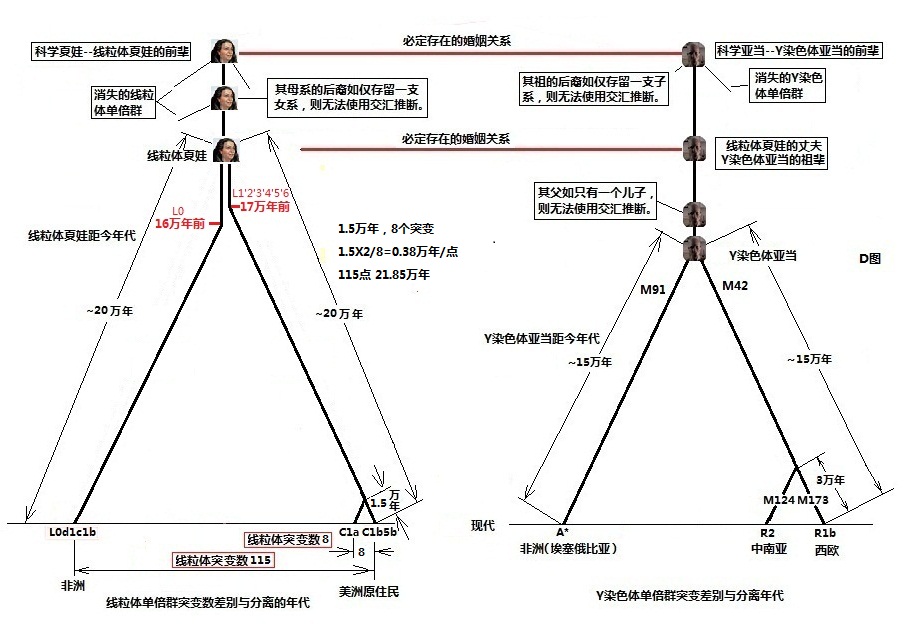 必定存在的婚姻关系
科学夏娃--线粒体夏娃的前辈
科学亚当--Y染色体亚当的前辈
消失的线粒
体单倍群
其母系的后裔如仅存留一支
女系，则无法使用交汇推断。
其祖的后裔如仅存留一支子
系，则无法使用交汇推断。
消失的Y染色
体单倍群
必定存在的婚姻关系
线粒体夏娃
线粒体夏娃的丈夫
Y染色体亚当的祖辈
L1'2'3'4'5'6
17万年前
L0
16万年前
其父如只有一个儿子，
则无法使用交汇推断。
线粒体夏娃距今年代
1.5万年，8个突变
1.5X2/8=0.38万年/点
115点 21.85万年
Y染色体亚当
D图
M91
M42
~20万年
~20万年
Y染色体亚当距今年代
~15万年
~15万年
1.5
万
年
3万年
M124
M173
现代
L0d1c1b
C1a
C1b5b
A*
R2
R1b
线粒体突变数8
8
非洲(埃塞俄比亚)
中南亚
西欧
线粒体突变数115
非洲
美洲原住民
线粒体单倍群突变数差别与分离的年代
Y染色体单倍群突变差别与分离年代